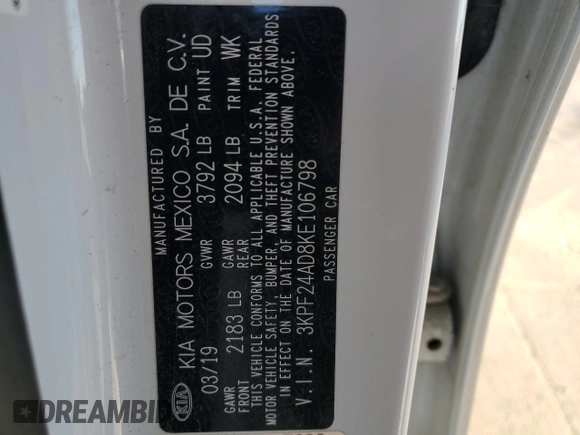 MANUFACTURED BY
KIA KIA MOTORS MEXICO S.A. DE C.V.
03/19 GVWR 3792 LB PAINT UD
GAWR FRONT 2183 LB GAWR REAR 2094 LB TRIM WK
THIS VEHICLE CONFORMS TO ALL APPLICABLE U.S.A. FEDERAL
MOTOR VEHICLE SAFETY, BUMPER, AND THEFT PREVENTION STANDARDS
IN EFFECT ON THE DATE OF MANUFACTURE SHOWN ABOVE.
V.I.N. 3KPF24AD8KE106798
PASSENGER CAR